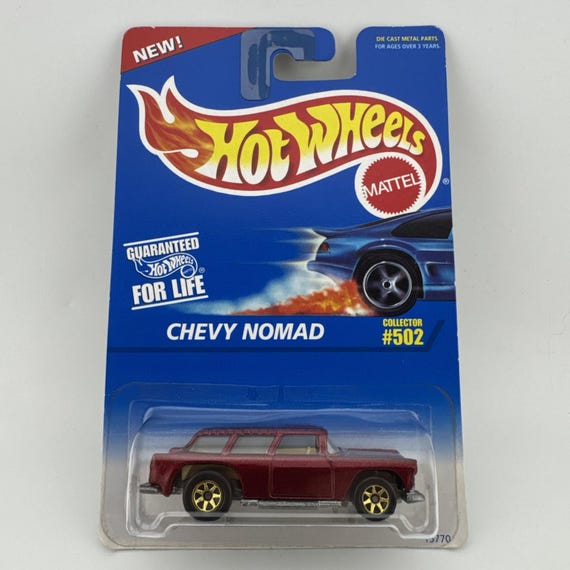 NEW!
DIE CAST METAL PARTS
FOR AGES OVER 3 YEARS.
HOT WHEELS
®
MATTEL
GUARANTEED
HOT WHEELS
®
FOR LIFE
CHEVY NOMAD
COLLECTOR
#502